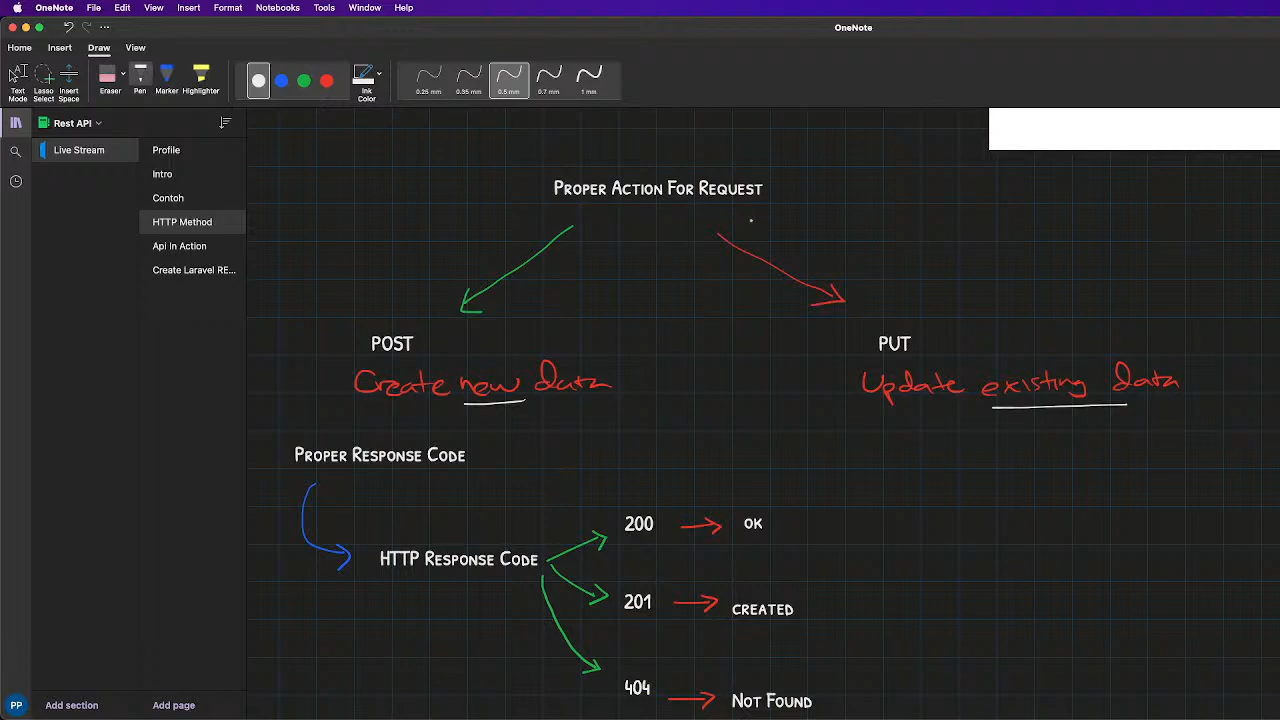 OneNote File Edit View Insert Format Notebooks Tools Window Help
OneNote
Home Insert Draw View
Text Mode
Lasso Select
Insert Space
Eraser
Pen
Marker
Highlighter
Ink Color
0.25 mm
0.35 mm
0.5 mm
0.7 mm
1 mm
Rest API
Live Stream
Profile
Intro
Contoh
HTTP Method
Api In Action
Create Laravel RE...
PROPER ACTION FOR REQUEST
POST
PUT
Create new data
Update existing data
PROPER RESPONSE CODE
HTTP RESPONSE CODE
200
OK
201
CREATED
404
NOT FOUND
PP
Add section
Add page